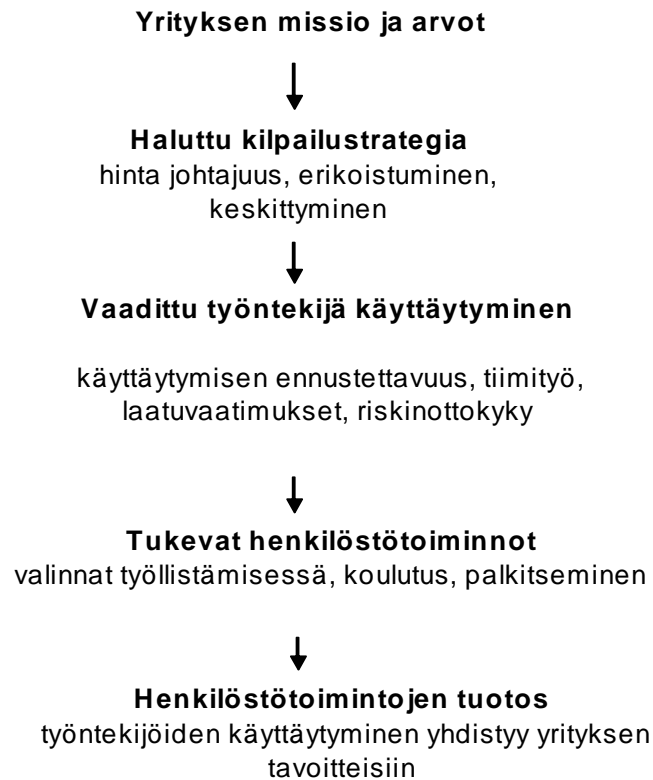 Yrityksen missio ja arvot
Haluttu kilpailustrategia
hinta johtajuus, erikoistuminen,
keskittyminen
Vaadittu työntekijä käyttäytyminen
käyttäytymisen ennustettavuus, tiimityö,
laatuvaatimukset, riskinottokyky
Tukevat henkilöstötoiminnot
valinnat työllistämisessä, koulutus, palkitseminen
Henkilöstötoimintojen tuotos
työntekijöiden käyttäytyminen yhdistyy yrityksen
tavoitteisiin